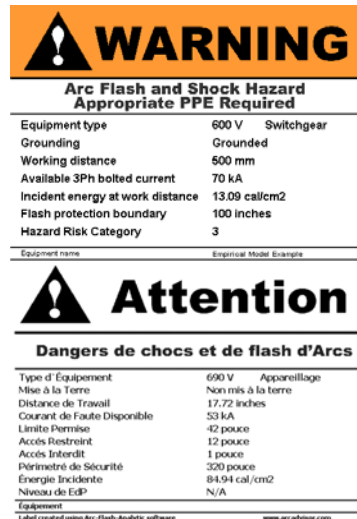 WARNING
Arc Flash and Shock Hazard
Appropriate PPE Required
Equipment type 600 V Switchgear
Grounding Grounded
Working distance 500 mm
Available 3Ph bolted current 70 kA
Incident energy at work distance 13.09 cal/cm2
Flash protection boundary 100 inches
Hazard Risk Category 3
Equipment name Empirical Model Example
Attention
Dangers de chocs et de flash d'Arcs
Type d`Équipement 690 V Appareillage
Mise à la Terre Non mis à la terre
Distance de Travail 17.72 inches
Courant de Faute Disponible 53 kA
Limite Permise 42 pouce
Accés Restreint 12 pouce
Accés Interdit 1 pouce
Périmetré de Sécurité 320 pouce
Énergie Incidente 84.94 cal/cm2
Niveau de EdP N/A
Équipement
Label created using Arc-Flash-Analytic software www.arcadvisor.com